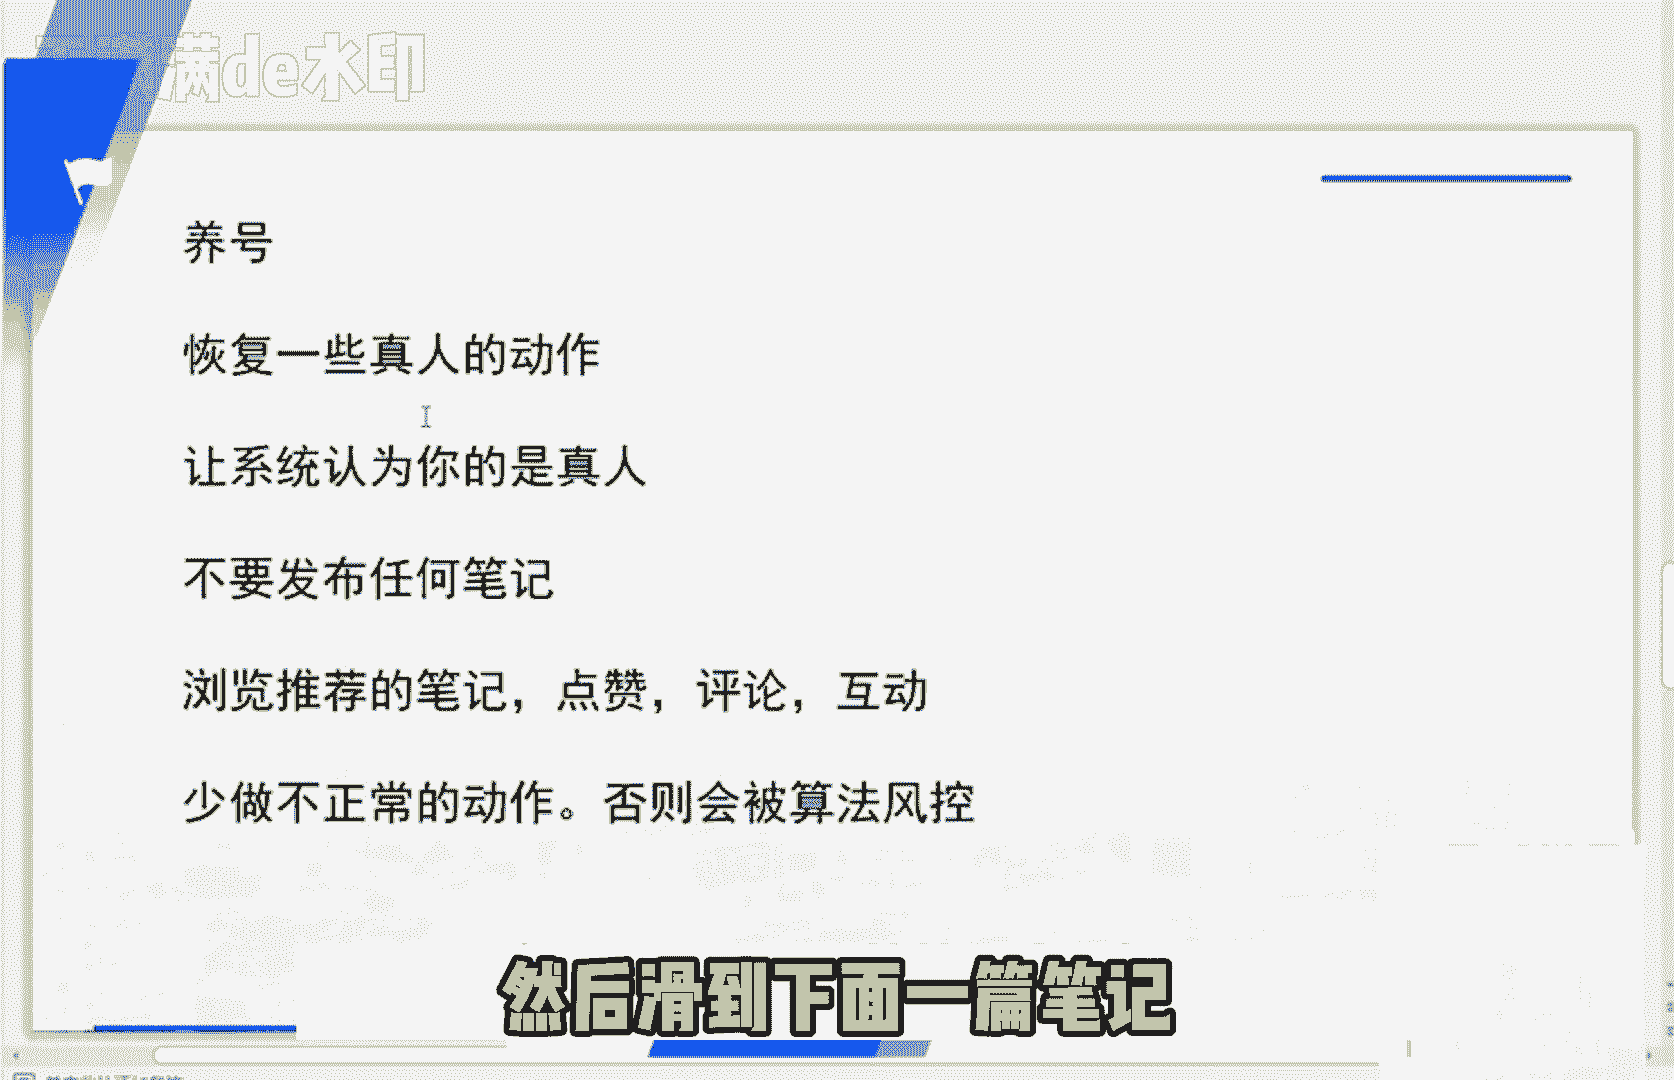 满de水印
养号
恢复一些真人的动作
让系统认为你的是真人
不要发布任何笔记
浏览推荐的笔记，点赞，评论，互动
少做不正常的动作。否则会被算法风控
然后滑到下面一篇笔记